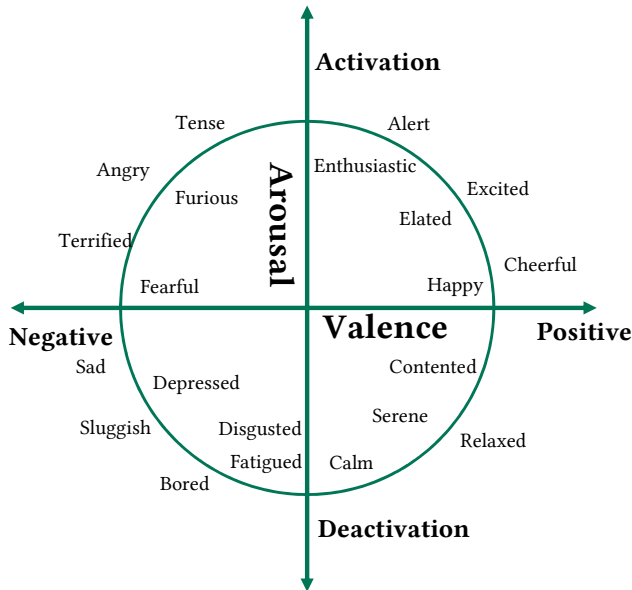 Activation
Tense
Alert
Angry
Enthusiastic
Furious
Arousal
Excited
Elated
Terrified
Cheerful
Fearful
Happy
Negative
Valence
Positive
Sad
Contented
Depressed
Serene
Sluggish
Disgusted
Relaxed
Fatigued
Calm
Bored
Deactivation